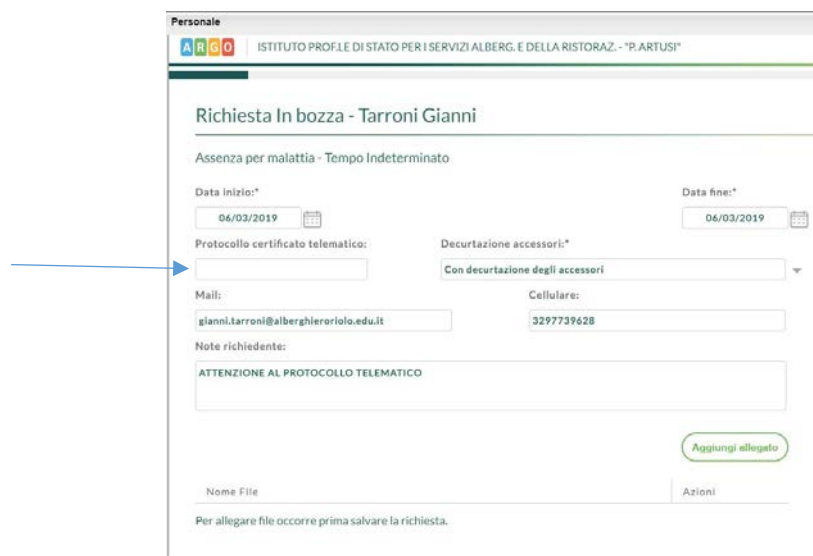 Personale
ARGO ISTITUTO PROF.LE DI STATO PER I SERVIZI ALBERG. E DELLA RISTORAZ. - "P. ARTUSI"
Richiesta In bozza - Tarroni Gianni
Assenza per malattia - Tempo Indeterminato
Data inizio:* Data fine:*
06/03/2019 06/03/2019
Protocollo certificato telematico: Decurtazione accessori:*
Con decurtazione degli accessori
Mail: Cellulare:
gianni.tarroni@alberghieroriolo.edu.it 3297739628
Note richiedente:
ATTENZIONE AL PROTOCOLLO TELEMATICO
Aggiungi allegato
Nome File Azioni
Per allegare file occorre prima salvare la richiesta.